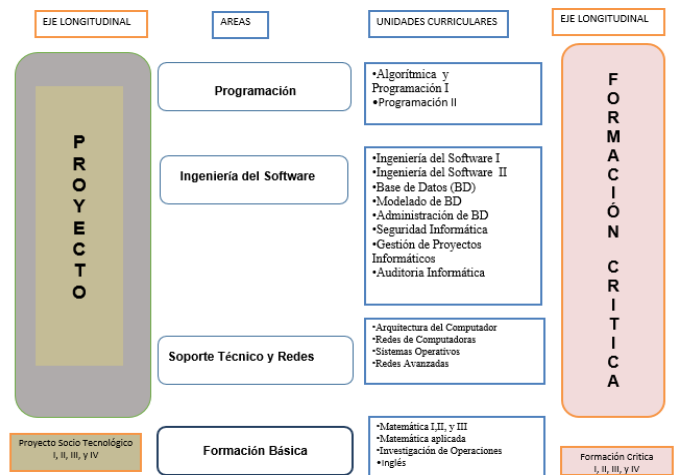 EJE LONGITUDINAL
AREAS
UNIDADES CURRICULARES
EJE LONGITUDINAL
PROYECTO
Programación
•Algorítmica y
Programación I
•Programación II
FORMACIÓN CRITICA
Ingeniería del Software
•Ingeniería del Software I
•Ingeniería del Software II
•Base de Datos (BD)
•Modelado de BD
•Administración de BD
•Seguridad Informática
•Gestión de Proyectos
Informáticos
•Auditoria Informática
Soporte Técnico y Redes
•Arquitectura del Computador
•Redes de Computadoras
•Sistemas Operativos
•Redes Avanzadas
Proyecto Socio Tecnológico
I, II, III, y IV
Formación Básica
•Matemática I,II, y III
•Matemática aplicada
•Investigación de Operaciones
•Inglés
Formación Critica
I, II, III, y IV